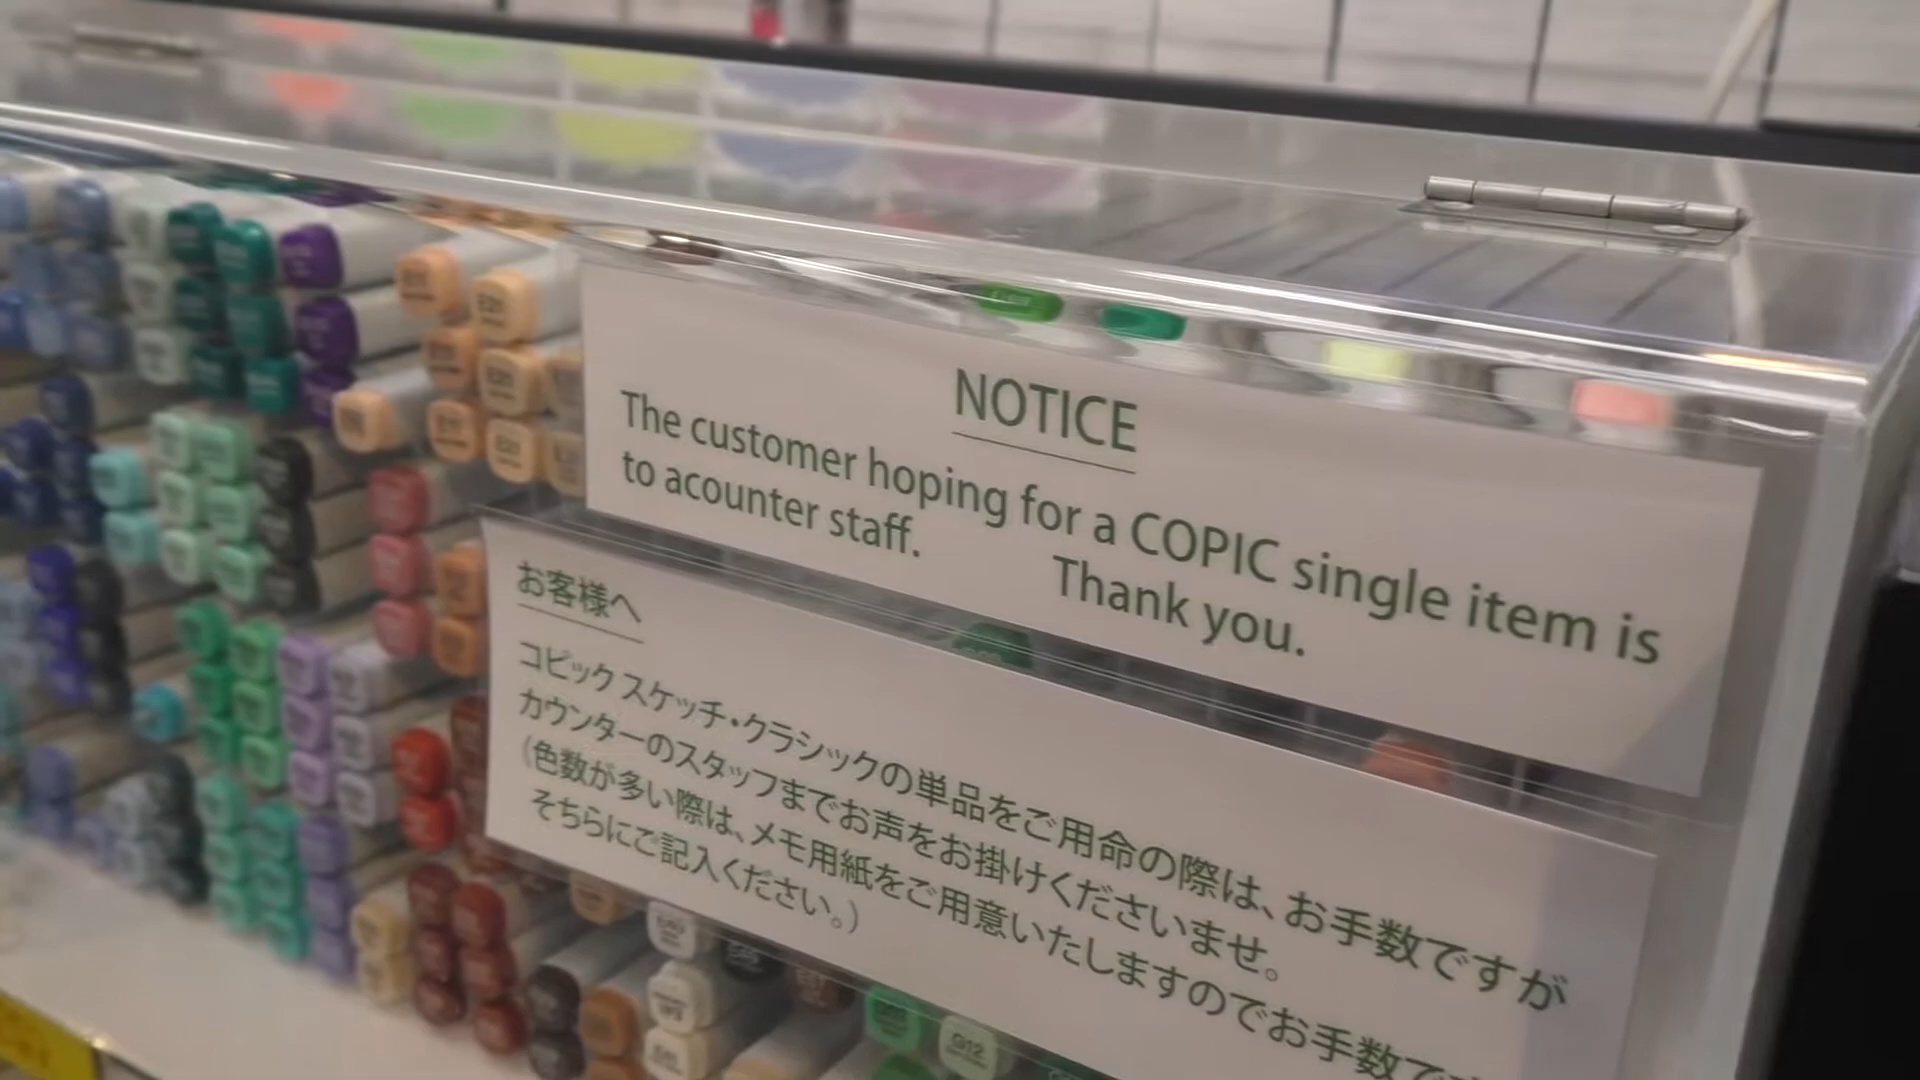 NOTICE
The customer hoping for a COPIC single item is
to acounter staff.
Thank you.
お客様へ
コピック スケッチ・クラシックの単品をご用命の際は、お手数ですが
カウンターのスタッフまでお声をお掛けくださいませ。
(色数が多い際は、メモ用紙をご用意いたしますのでお手数で
そちらにご記入ください。)
G12